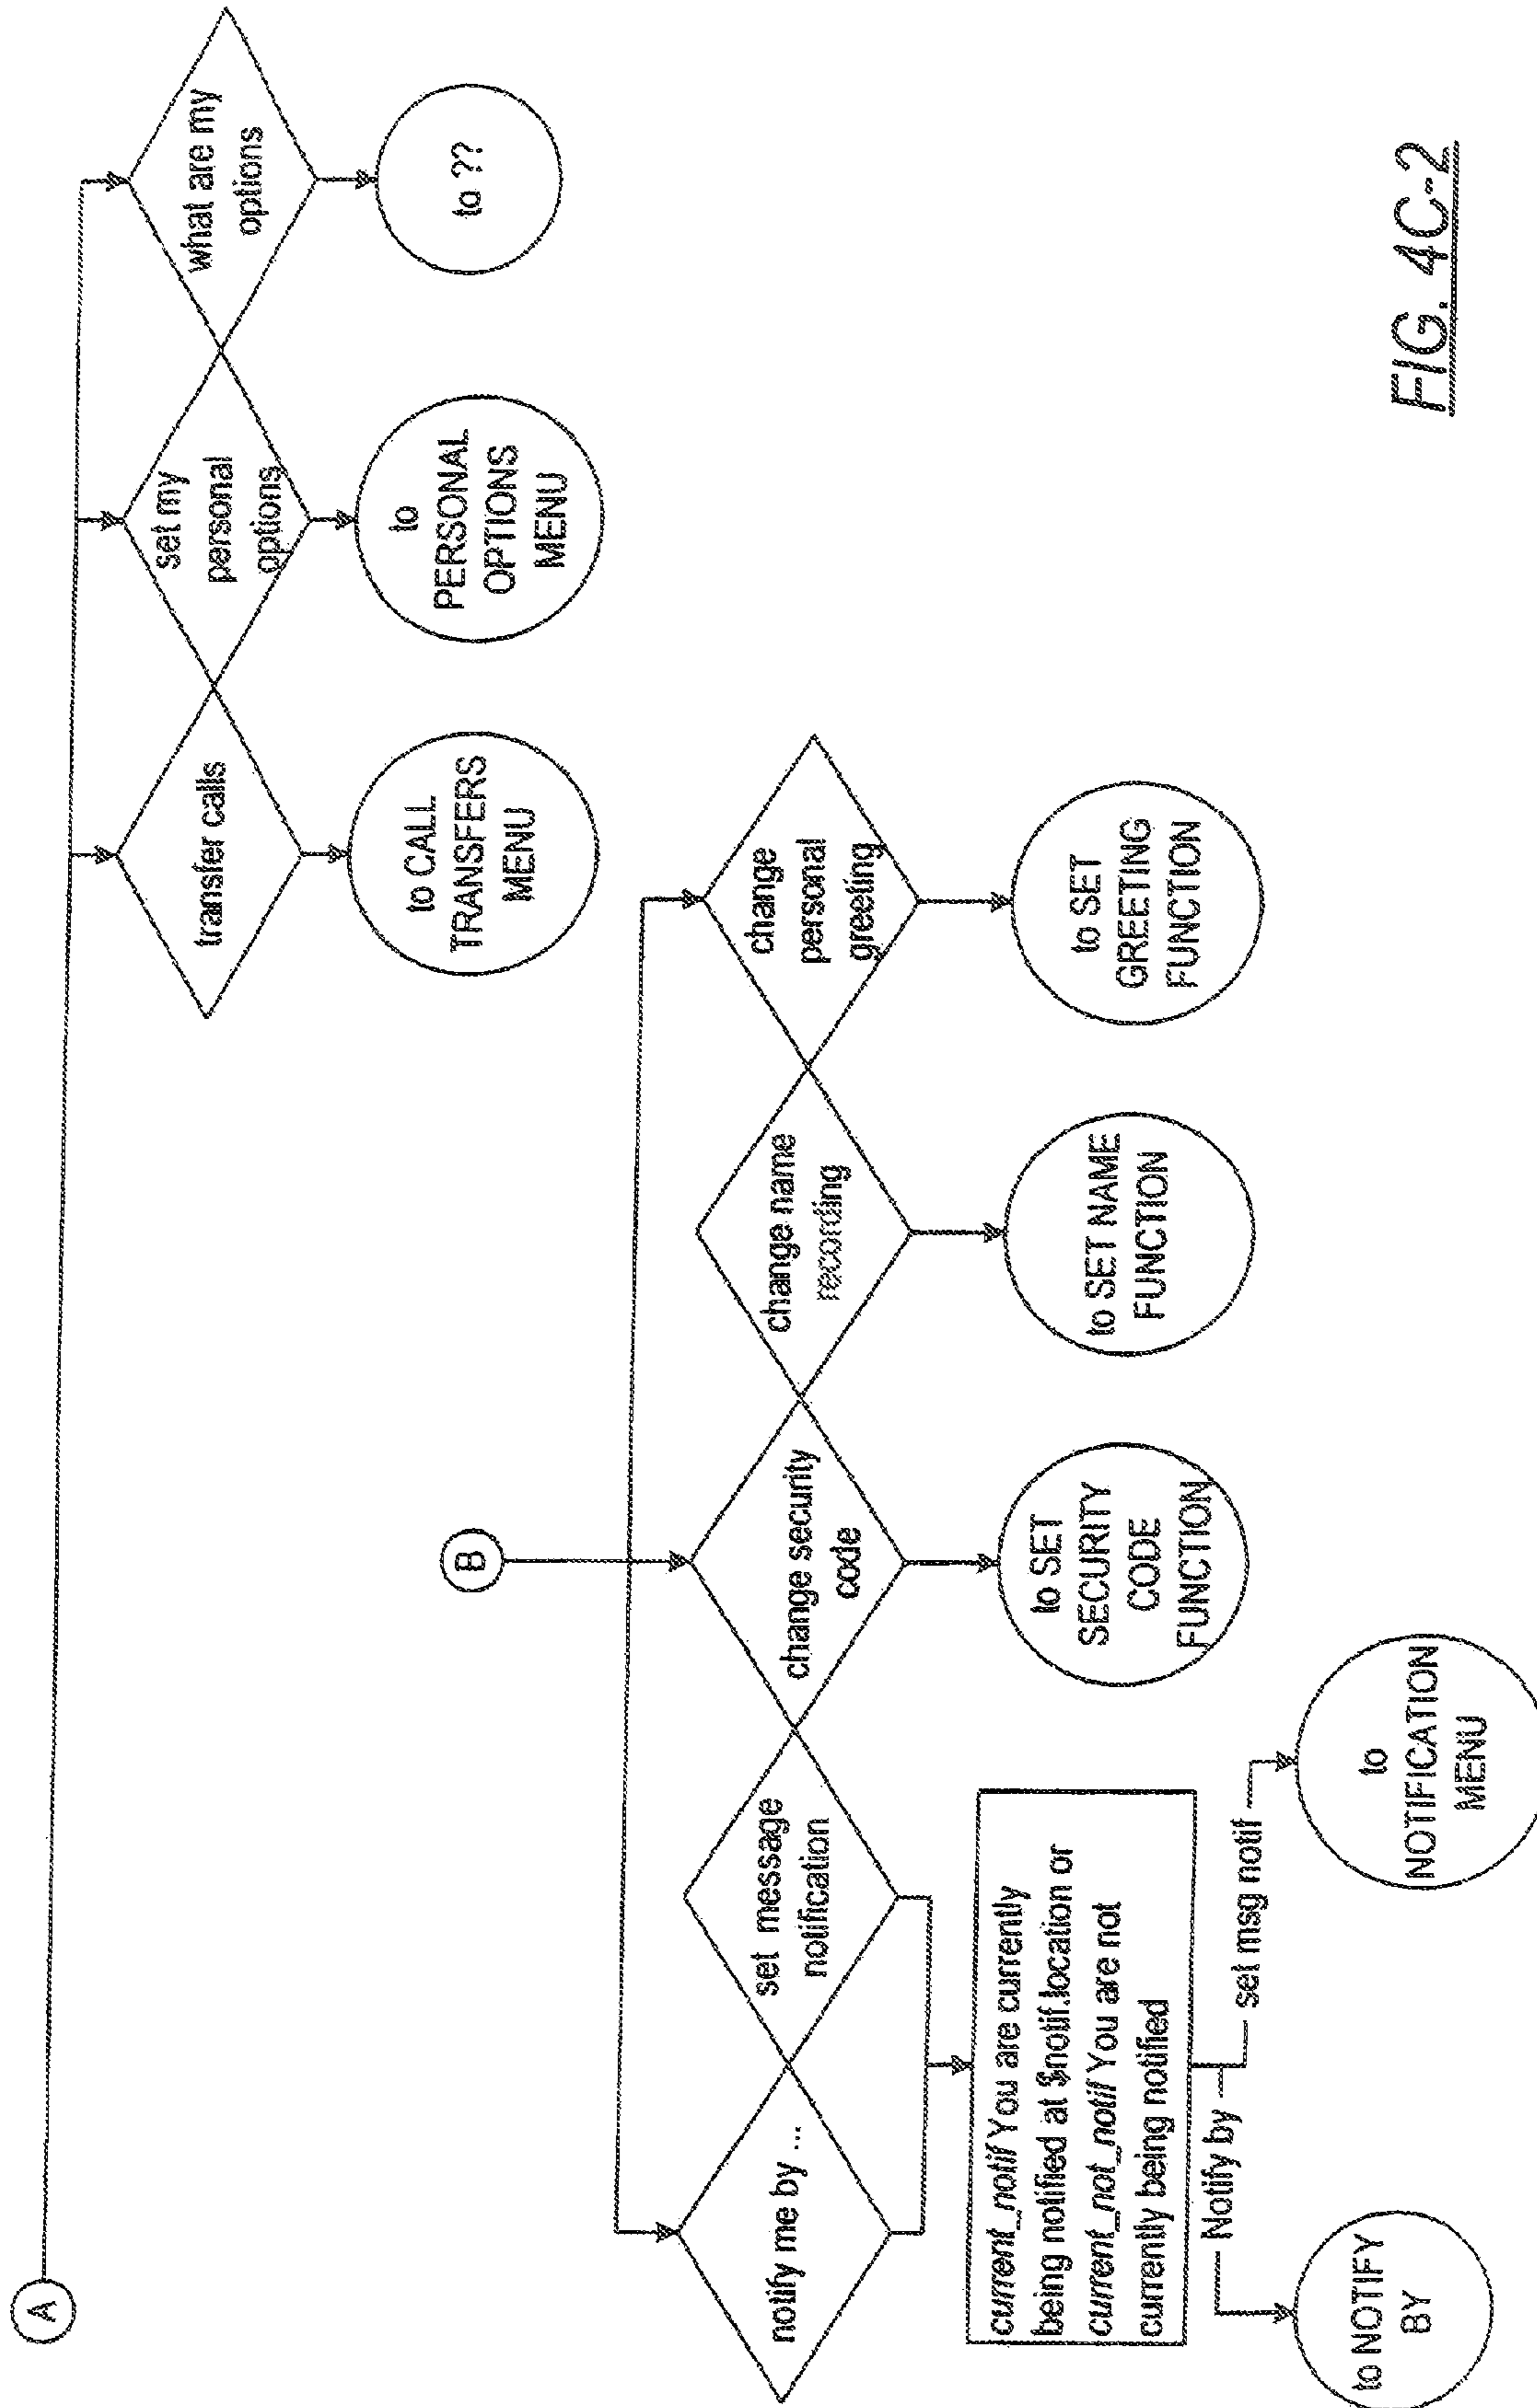 A
transfer calls
set my
personal
options
what are my
options
to CALL
TRANSFERS
MENU
to
PERSONAL
OPTIONS
MENU
to ??
B
notify me by ...
set message
notification
change security
code
change name
recording
change
personal
greeting
current_notif You are currently
being notified at $notif.location or
current_not_notif You are not
currently being notified
to SET
SECURITY
CODE
FUNCTION
to SET NAME
FUNCTION
to SET
GREETING
FUNCTION
Notify by
set msg notif
to NOTIFY
BY
to
NOTIFICATION
MENU
FIG. 4C-2